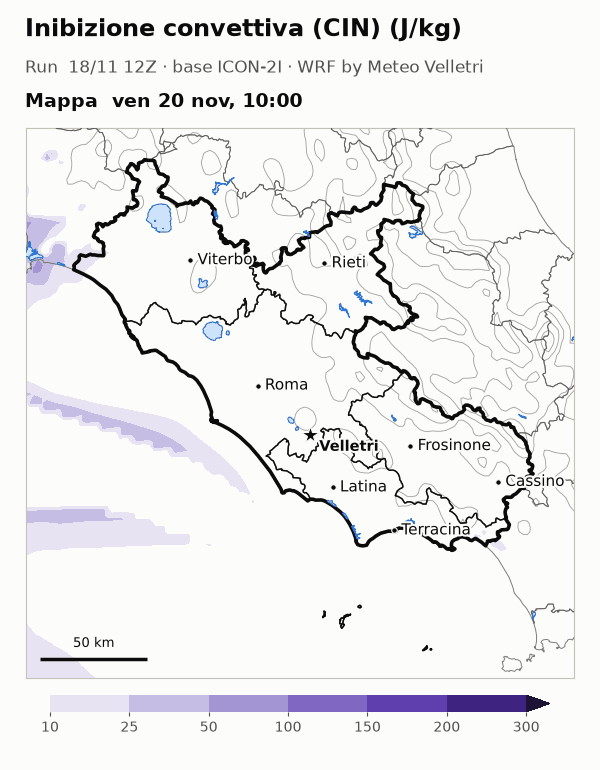 Inibizione convettiva (CIN) (J/kg)
Run 18/11 12Z · base ICON-2I · WRF by Meteo Velletri
Mappa ven 20 nov, 10:00
Viterbo
Rieti
Roma
Velletri
Frosinone
Cassino
Latina
Terracina
50 km
10 25 50 100 150 200 300